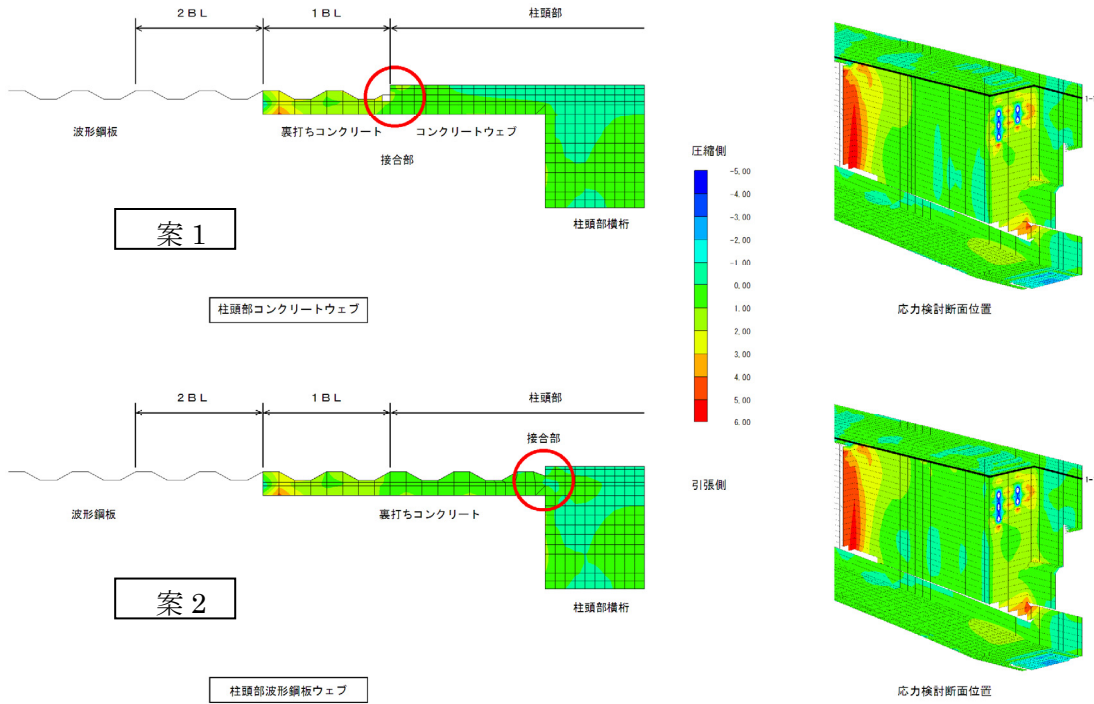 2BL
1BL
柱頭部
波形鋼板
裏打ちコンクリート
コンクリートウェブ
接合部
柱頭部横桁
案1
柱頭部コンクリートウェブ
圧縮側
-5,00
-4,00
-3,00
-2,00
-1,00
0,00
1,00
2,00
3,00
4,00
5,00
6,00
引張側
応力検討断面位置
2BL
1BL
柱頭部
接合部
波形鋼板
裏打ちコンクリート
柱頭部横桁
案2
柱頭部波形鋼板ウェブ
応力検討断面位置